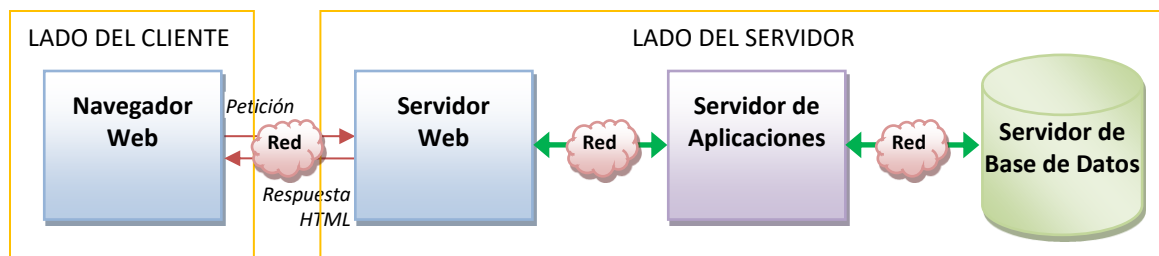 LADO DEL CLIENTE
LADO DEL SERVIDOR
Navegador
Web
Petición
Red
Respuesta
HTML
Servidor
Web
Red
Servidor de
Aplicaciones
Red
Servidor de
Base de Datos